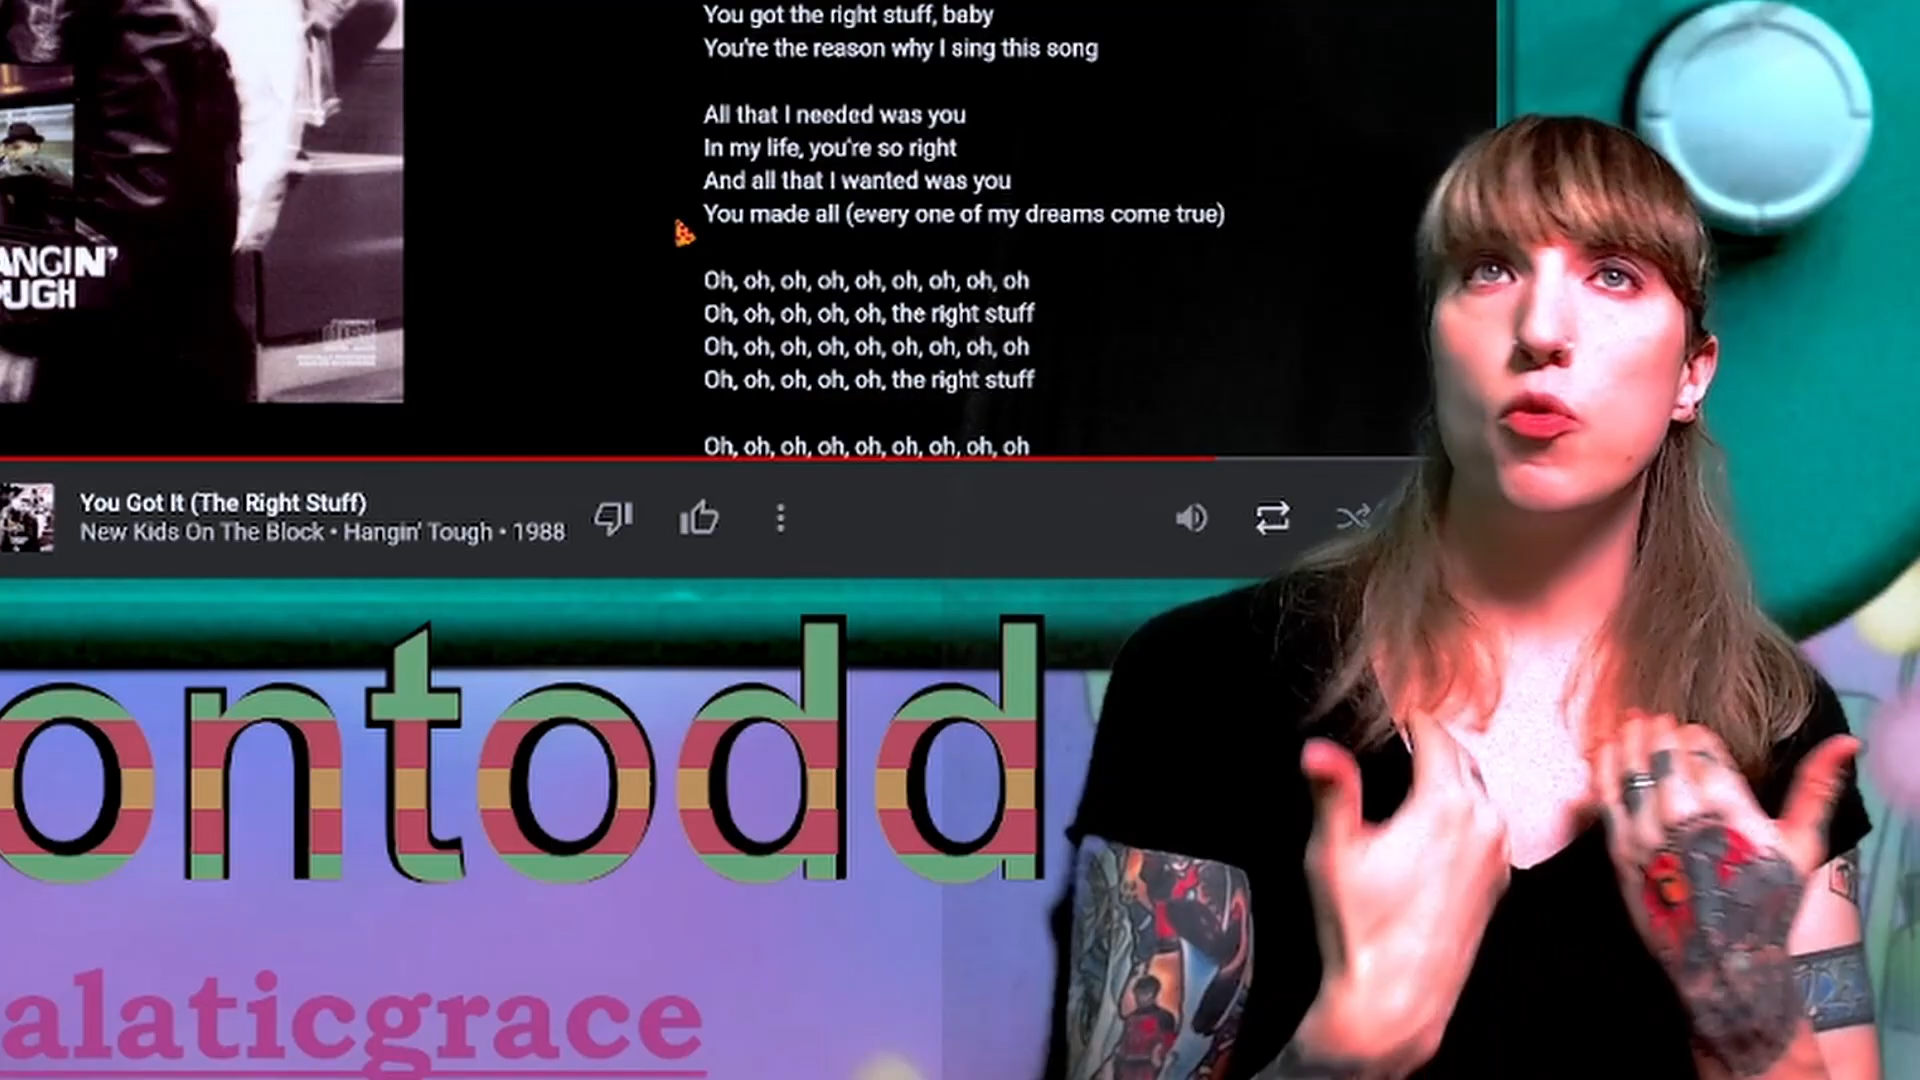 You got the right stuff, baby
You're the reason why I sing this song
All that I needed was you
In my life, you're so right
And all that I wanted was you
You made all (every one of my dreams come true)
Oh, oh, oh, oh, oh, oh, oh, oh, oh
Oh, oh, oh, oh, oh, the right stuff
Oh, oh, oh, oh, oh, oh, oh, oh, oh
Oh, oh, oh, oh, oh, the right stuff
Oh, oh, oh, oh, oh, oh, oh, oh, oh
ANGIN'
OUGH
You Got It (The Right Stuff)
New Kids On The Block • Hangin' Tough • 1988
ontodd
alaticgrace